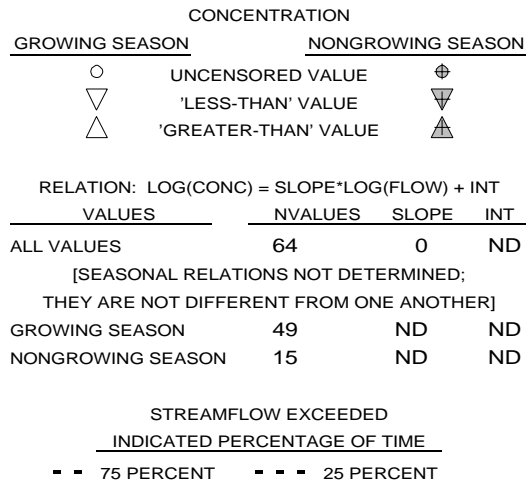 CONCENTRATION
GROWING SEASON NONGROWING SEASON
UNCENSORED VALUE
'LESS-THAN' VALUE
'GREATER-THAN' VALUE
RELATION: LOG(CONC) = SLOPE*LOG(FLOW) + INT
VALUES NVALUES SLOPE INT
ALL VALUES 64 0 ND
[SEASONAL RELATIONS NOT DETERMINED;
THEY ARE NOT DIFFERENT FROM ONE ANOTHER]
GROWING SEASON 49 ND ND
NONGROWING SEASON 15 ND ND
STREAMFLOW EXCEEDED
INDICATED PERCENTAGE OF TIME
75 PERCENT 25 PERCENT